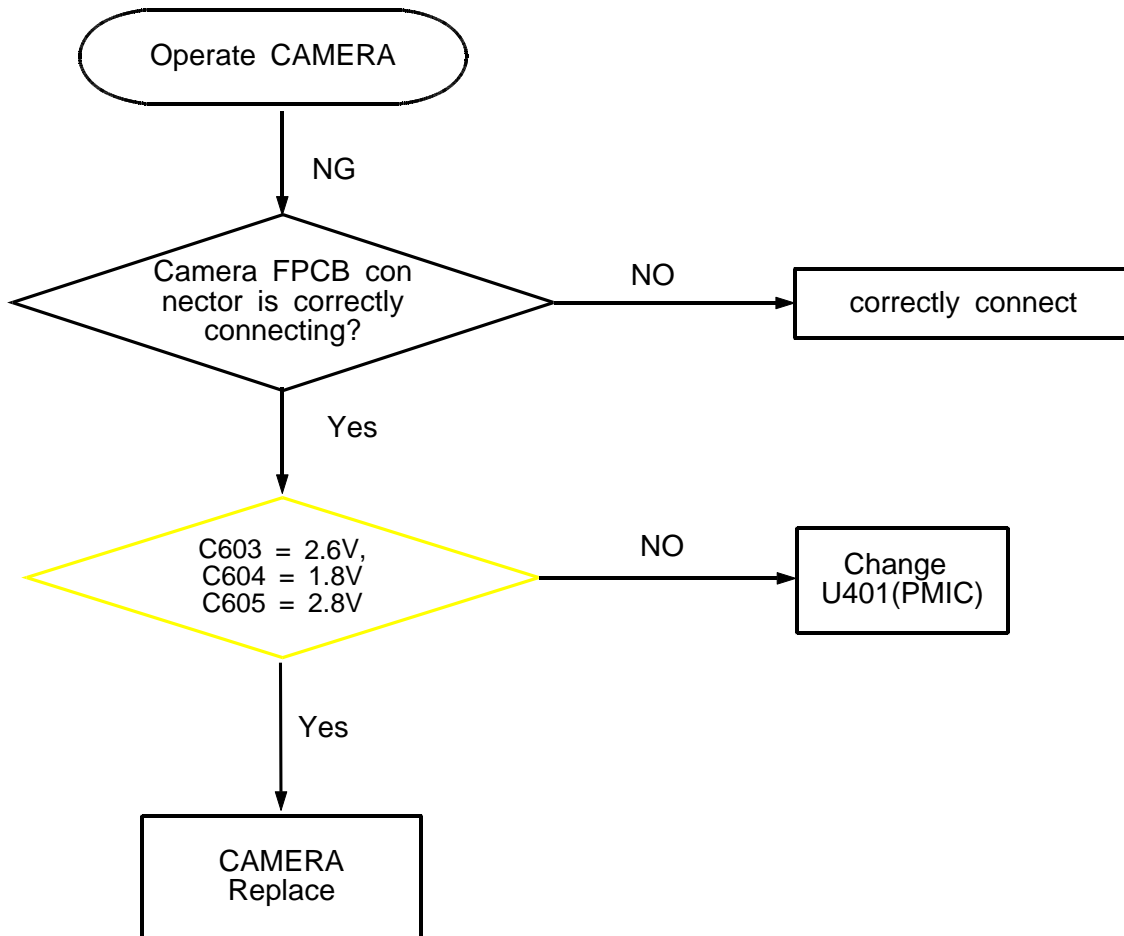 Operate CAMERA
NG
Camera FPCB con
nector is correctly
connecting?
NO
correctly connect
Yes
C603 = 2.6V,
C604 = 1.8V
C605 = 2.8V
NO
Change
U401(PMIC)
Yes
CAMERA
Replace